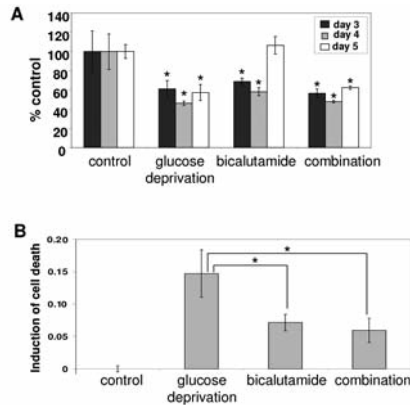 A
% control
140
120
100
80
60
40
20
0
day 3
day 4
day 5
* * *
* * *
* * *
control glucose deprivation bicalutamide combination
B
Induction of cell death
0.20
0.15
0.10
0.05
0
*
*
control glucose deprivation bicalutamide combination